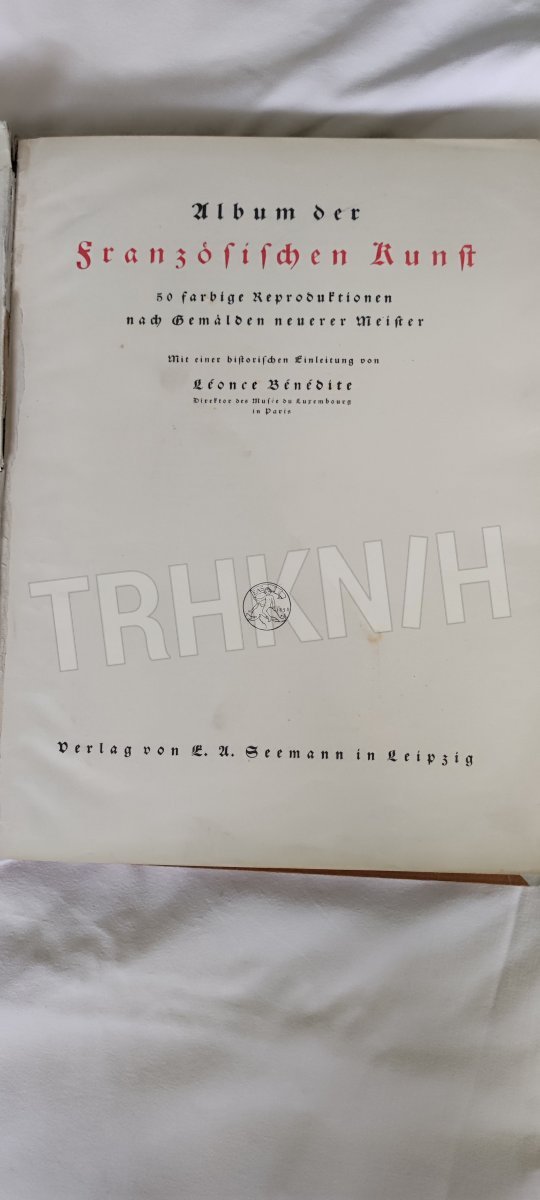 Album der
Französischen Kunst
50 farbige Reproduktionen
nach Gemälden neuerer Meister
Mit einer historischen Einleitung von
Léonce Bénédite
Direktor des Musée du Luxembourg
in Paris
TRHKN/H
Verlag von E. A. Seemann in Leipzig